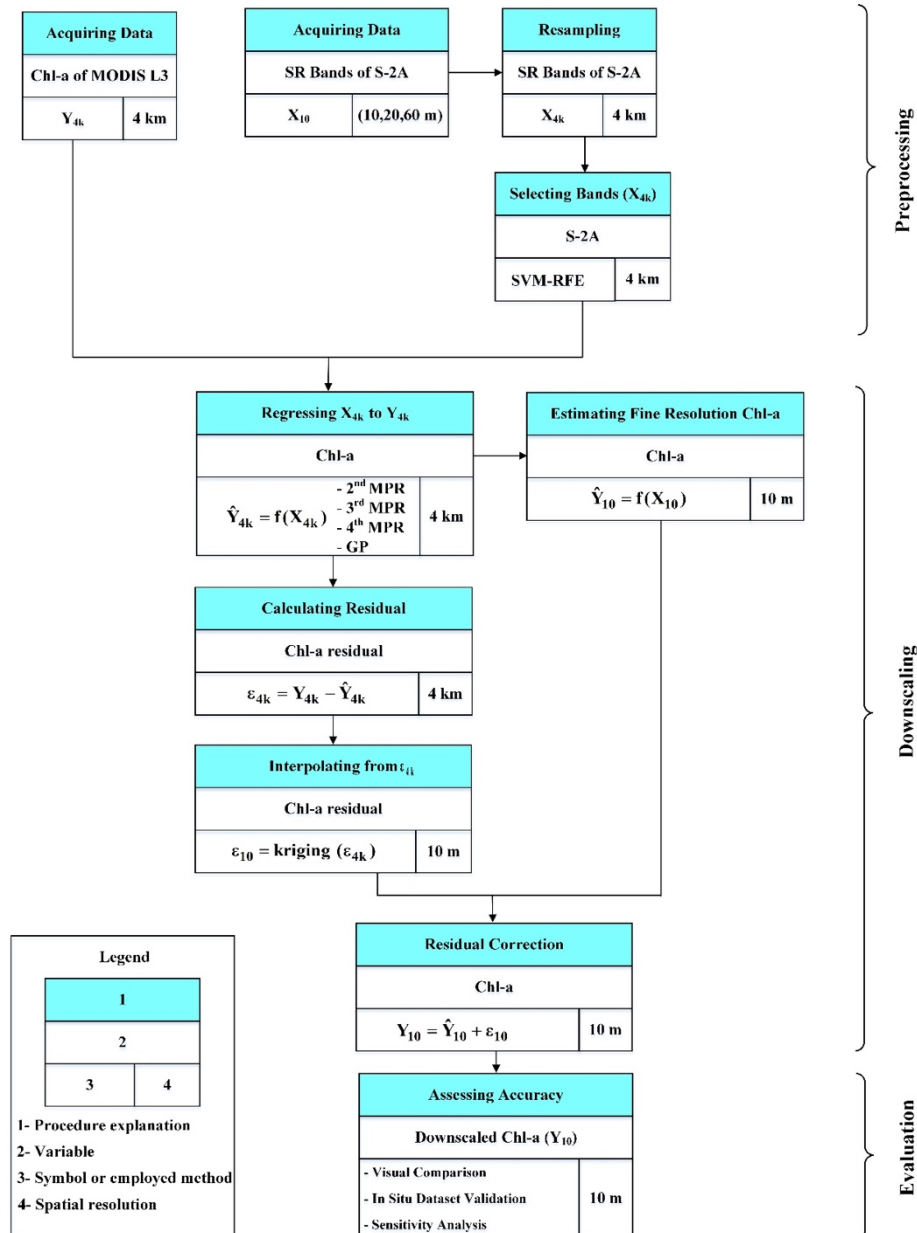 Acquiring Data
Chl-a of MODIS L3
Y4k 4 km
Acquiring Data
SR Bands of S-2A
X10 (10,20,60 m)
Resampling
SR Bands of S-2A
X4k 4 km
Selecting Bands (X4k)
S-2A
SVM-RFE 4 km
Preprocessing
Regressing X4k to Y4k
Chl-a
Ŷ4k = f(X4k)
- 2nd MPR
- 3rd MPR
- 4th MPR
- GP
4 km
Estimating Fine Resolution Chl-a
Chl-a
Ŷ10 = f(X10) 10 m
Calculating Residual
Chl-a residual
ε4k = Y4k − Ŷ4k 4 km
Interpolating from
Chl-a residual
ε10 = kriging (ε4k) 10 m
Downscaling
Residual Correction
Chl-a
Y10 = Ŷ10 + ε10 10 m
Assessing Accuracy
Downscaled Chl-a (Y10)
- Visual Comparison
- In Situ Dataset Validation
- Sensitivity Analysis
10 m
Evaluation
Legend
1
2
3 4
1- Procedure explanation
2- Variable
3- Symbol or employed method
4- Spatial resolution